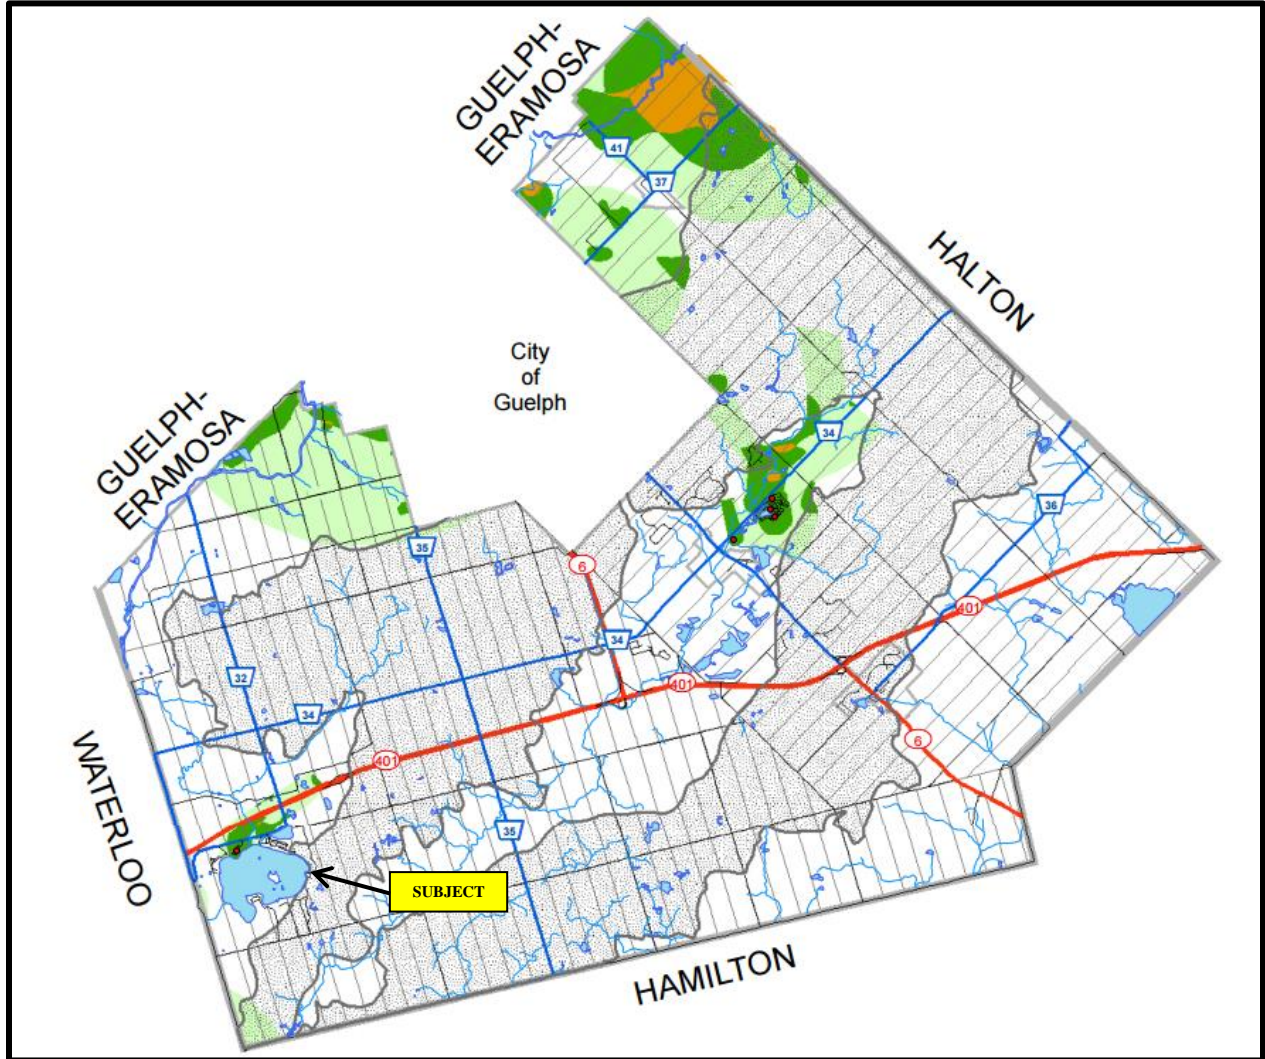 GUELPH-
ERAMOSA
41
37
HALTON
City
of
Guelph
GUELPH-
ERAMOSA
34
36
35
6
401
34
32
401
34
6
401
WATERLOO
35
SUBJECT
HAMILTON